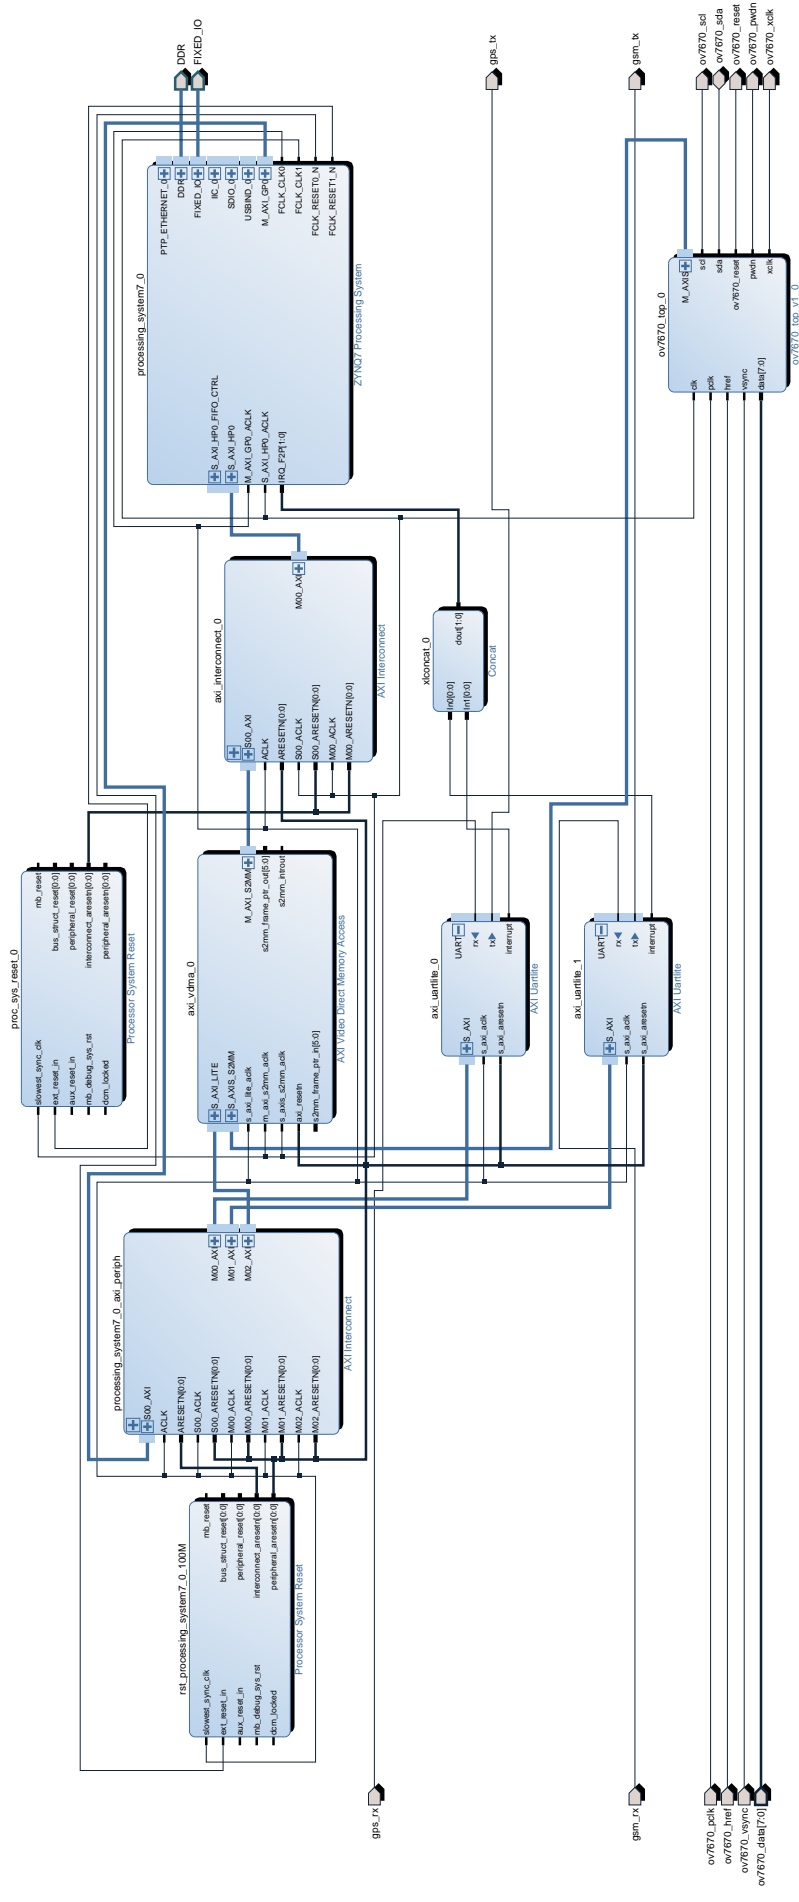 rst_processing_system7_0_100M
slowest_sync_clk
ext_reset_in
aux_reset_in
mb_debug_sys_rst
dcm_locked
mb_reset
bus_struct_reset[0:0]
peripheral_reset[0:0]
interconnect_aresetn[0:0]
peripheral_aresetn[0:0]
Processor System Reset
processing_system7_0_axi_periph
S00_AXI
ACLK
ARESETN[0:0]
S00_ACLK
S00_ARESETN[0:0]
M00_ACLK
M00_ARESETN[0:0]
M01_ACLK
M01_ARESETN[0:0]
M02_ACLK
M02_ARESETN[0:0]
M00_AXI
M01_AXI
M02_AXI
AXI Interconnect
proc_sys_reset_0
slowest_sync_clk
ext_reset_in
aux_reset_in
mb_debug_sys_rst
dcm_locked
mb_reset
bus_struct_reset[0:0]
peripheral_reset[0:0]
interconnect_aresetn[0:0]
peripheral_aresetn[0:0]
Processor System Reset
axi_vdma_0
S_AXI_LITE
S_AXIS_S2MM
s_axi_lite_aclk
m_axi_s2mm_aclk
s_axis_s2mm_aclk
axi_resetn
s2mm_frame_ptr_in[5:0]
M_AXI_S2MM
s2mm_frame_ptr_out[5:0]
s2mm_introut
AXI Video Direct Memory Access
axi_uartlite_0
S_AXI
s_axi_aclk
s_axi_aresetn
UART
rx
tx
interrupt
AXI Uartlite
axi_uartlite_1
S_AXI
s_axi_aclk
s_axi_aresetn
UART
rx
tx
interrupt
AXI Uartlite
axi_interconnect_0
S00_AXI
ACLK
ARESETN[0:0]
S00_ACLK
S00_ARESETN[0:0]
M00_ACLK
M00_ARESETN[0:0]
M00_AXI
AXI Interconnect
xlconcat_0
In0[0:0]
In1[0:0]
dout[1:0]
Concat
processing_system7_0
S_AXI_HP0_FIFO_CTRL
S_AXI_HP0
M_AXI_GP0_ACLK
S_AXI_HP0_ACLK
IRQ_F2P[1:0]
PTP_ETHERNET_0
DDR
FIXED_IO
IIC_0
SDIO_0
USBIND_0
M_AXI_GP0
FCLK_CLK0
FCLK_CLK1
FCLK_RESET0_N
FCLK_RESET1_N
ZYNQ7 Processing System
ov7670_top_0
clk
pclk
href
vsync
data[7:0]
M_AXIS
scl
sda
ov7670_reset
pwdn
xclk
ov7670_top_v1_0
gps_rx
gsm_rx
ov7670_pclk
ov7670_href
ov7670_vsync
ov7670_data[7:0]
DDR
FIXED_IO
gps_tx
gsm_tx
ov7670_scl
ov7670_sda
ov7670_reset
ov7670_pwdn
ov7670_xclk